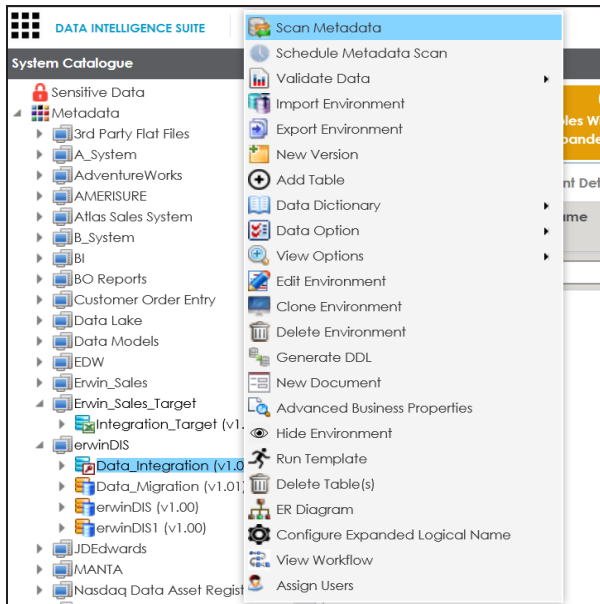 DATA INTELLIGENCE SUITE
System Catalogue
Sensitive Data
Metadata
3rd Party Flat Files
A_System
AdventureWorks
AMERISURE
Atlas Sales System
B_System
BI
BO Reports
Customer Order Entry
Data Lake
Data Models
EDW
Erwin_Sales
Erwin_Sales_Target
Integration_Target (v1.
erwinDIS
Data_Integration (v1.0
Data_Migration (v1.01)
erwinDIS (v1.00)
erwinDIS1 (v1.00)
JDEdwards
MANTA
Nasdaq Data Asset Regist
Scan Metadata
Schedule Metadata Scan
Validate Data
Import Environment
Export Environment
New Version
Add Table
Data Dictionary
Data Option
View Options
Edit Environment
Clone Environment
Delete Environment
Generate DDL
New Document
Advanced Business Properties
Hide Environment
Run Template
Delete Table(s)
ER Diagram
Configure Expanded Logical Name
View Workflow
Assign Users
les W
pande
nt Det
me